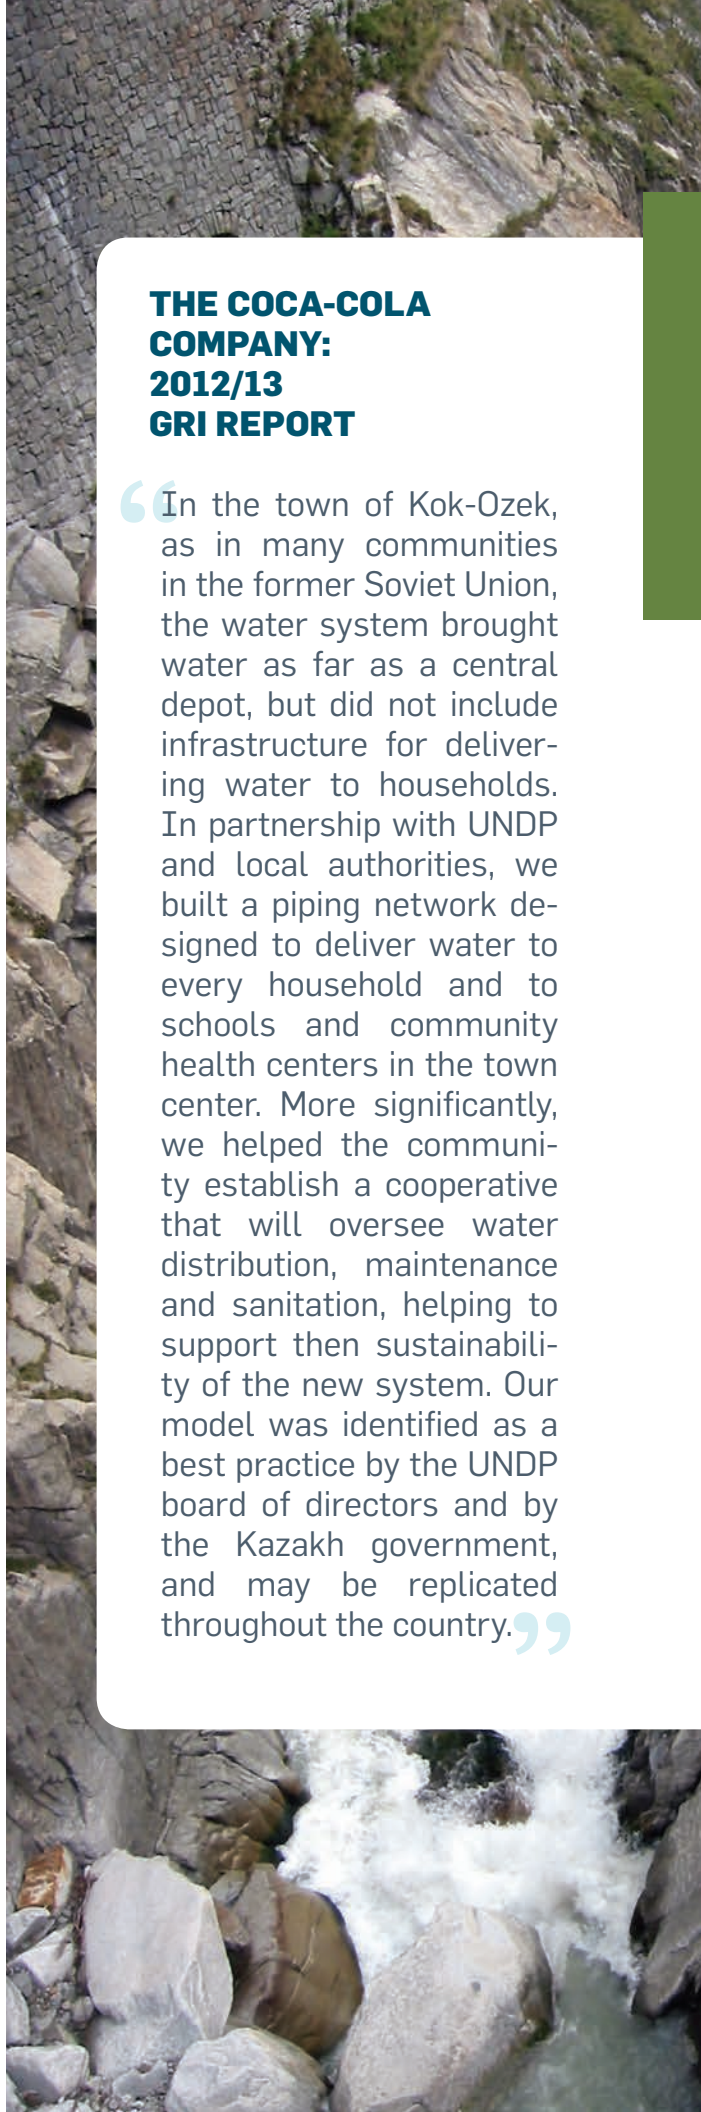 THE COCA-COLA
COMPANY:
2012/13
GRI REPORT
“In the town of Kok-Ozek,
as in many communities
in the former Soviet Union,
the water system brought
water as far as a central
depot, but did not include
infrastructure for deliver-
ing water to households.
In partnership with UNDP
and local authorities, we
built a piping network de-
signed to deliver water to
every household and to
schools and community
health centers in the town
center. More significantly,
we helped the communi-
ty establish a cooperative
that will oversee water
distribution, maintenance
and sanitation, helping to
support then sustainabili-
ty of the new system. Our
model was identified as a
best practice by the UNDP
board of directors and by
the Kazakh government,
and may be replicated
throughout the country.”